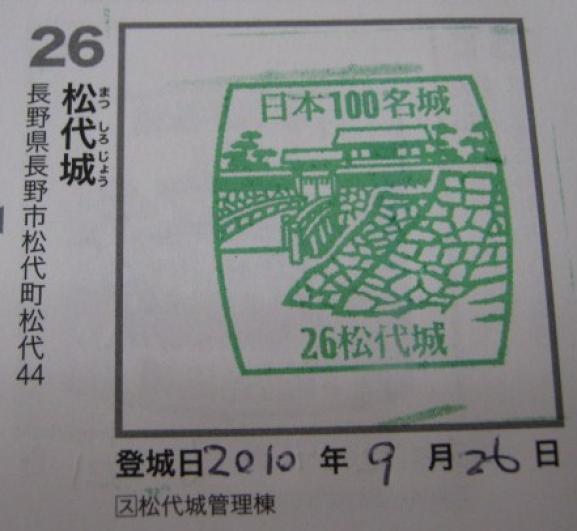 26
松代城
まつしろじょう
長野県長野市松代町松代44
日本100名城
26松代城
登城日2010年9月26日
ス松代城管理棟